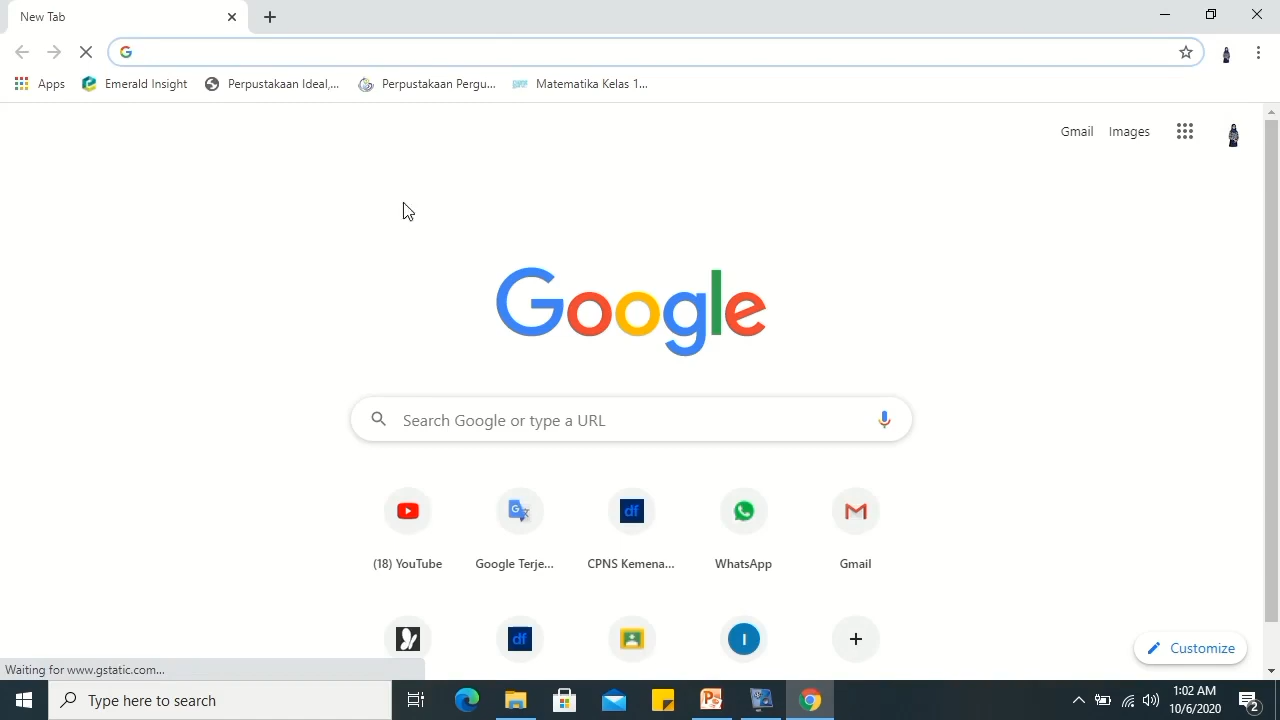 New Tab
Apps
Emerald Insight
Perpustakaan Ideal,...
Perpustakaan Pergu...
Matematika Kelas 1...
Gmail
Images
Google
Search Google or type a URL
(18) YouTube
Google Terje...
CPNS Kemena...
WhatsApp
Gmail
Customize
Waiting for www.gstatic.com...
Type here to search
1:02 AM
10/6/2020
2